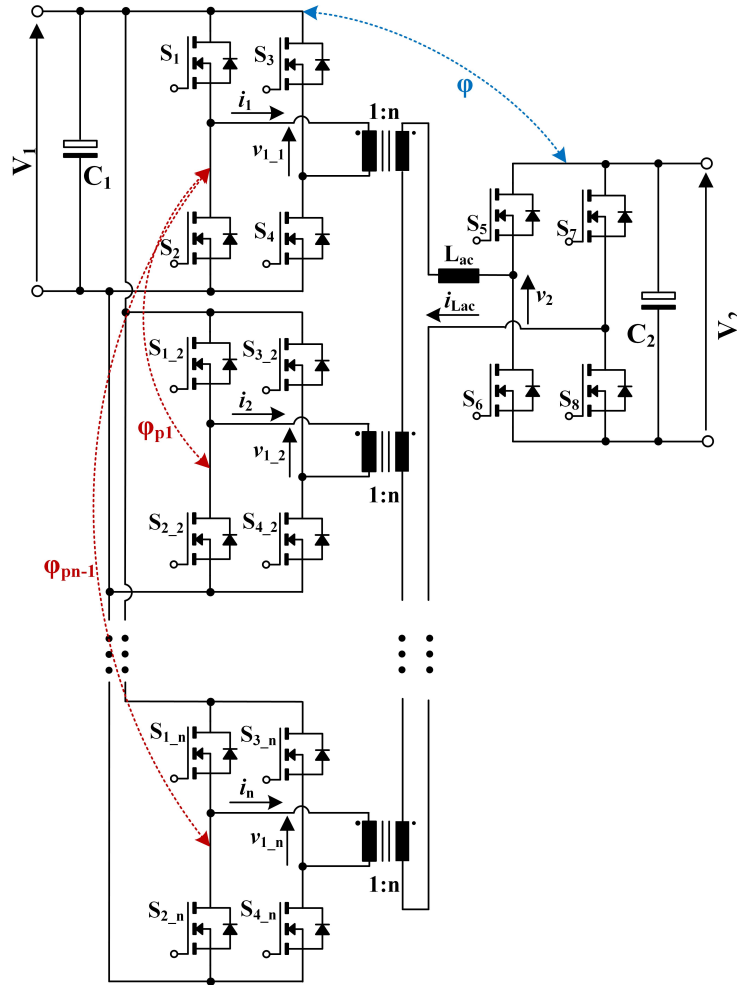 S1
S3
φ
i1
1:n
V1
C1
v1_1
S5
S7
S2
S4
Lac
iLac
v2
C2
V2
S1_2
S3_2
i2
S6
S8
φp1
v1_2
1:n
S2_2
S4_2
φpn-1
S1_n
S3_n
in
v1_n
1:n
S2_n
S4_n